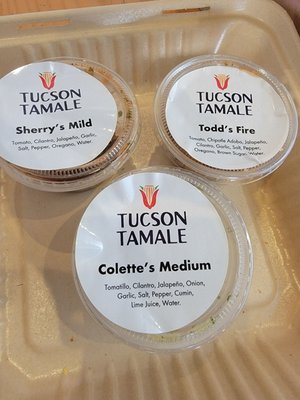 TUCSON
TAMALE
Sherry's Mild
Tomato, Cilantro, Jalapeño, Garlic,
Salt, Pepper, Oregano, Water.
TUCSON
TAMALE
Todd's Fire
Tomato, Chipotle Adobo, Jalapeño,
Cilantro, Garlic, Salt, Pepper,
Oregano, Brown Sugar, Water.
TUCSON
TAMALE
Colette's Medium
Tomatillo, Cilantro, Jalapeño, Onion,
Garlic, Salt, Pepper, Cumin,
Lime Juice, Water.